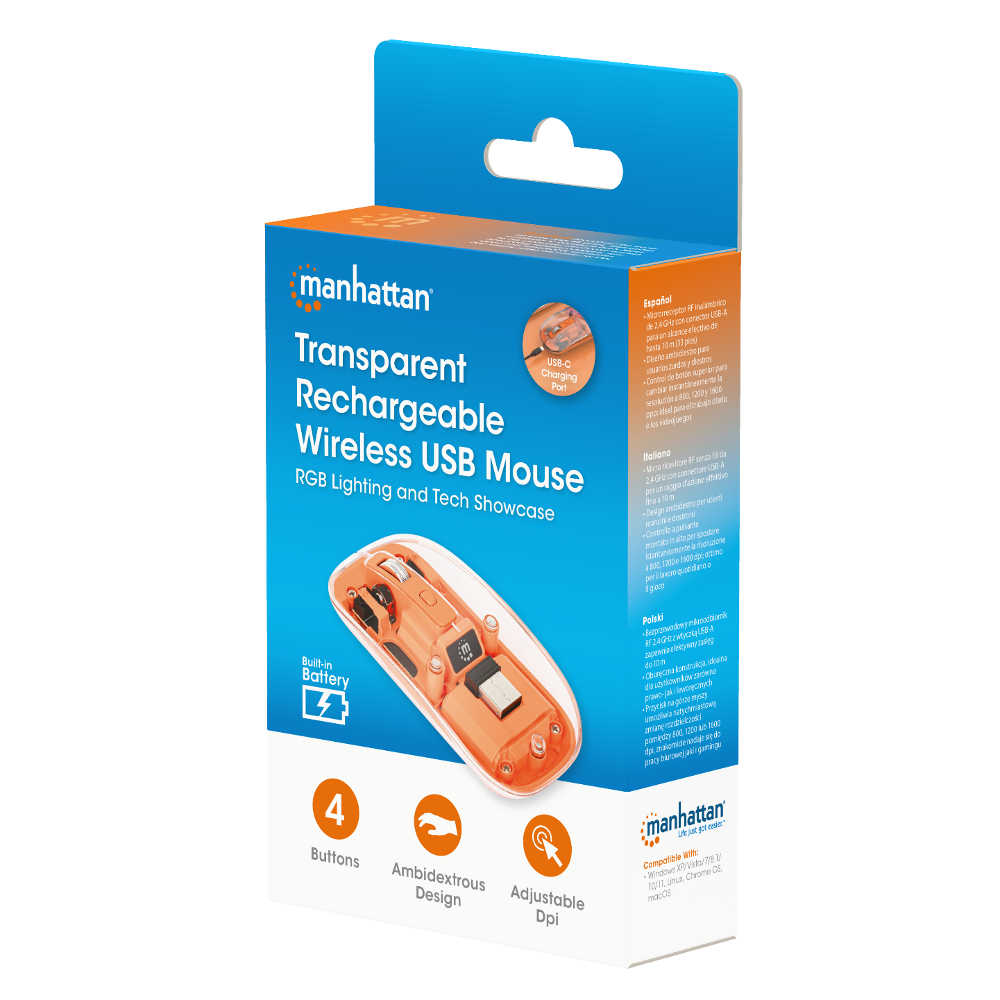 manhattan®
Transparent
Rechargeable
Wireless USB Mouse
RGB Lighting and Tech Showcase
USB-C
Charging
Port
m
Built-in
Battery
4
Buttons
Ambidextrous
Design
Adjustable
Dpi
Español
• Microrreceptor RF inalámbrico
de 2.4 GHz con conector USB-A
para un alcance efectivo de
hasta 10 m (33 pies)
• Diseño ambidiestro para
usuarios zurdos y diestros
• Control de botón superior para
cambiar instantáneamente la
resolución a 800, 1200 y 1600
ppp; ideal para el trabajo diario
o los videojuegos
Italiano
• Micro ricevitore RF senza fili da
2,4 GHz con connettore USB-A
per un raggio d'azione effettivo
fino a 10 m
• Design ambidestro per utenti
mancini e destrorsi
• Controllo a pulsante
montato in alto per spostare
istantaneamente la risoluzione
a 800, 1200 e 1600 dpi; ottimo
per il lavoro quotidiano o
il gioco
Polski
• Bezprzewodowy mikroodbiornik
RF 2.4 GHz z wtyczką USB-A
zapewnia efektywny zasięg
do 10 m
• Oburęczna konstrukcja, idealna
dla użytkowników zarówno
prawo- jak i leworęcznych
• Przycisk na górze myszy
umożliwia natychmiastową
zmianę rozdzielczości
pomiędzy 800, 1200 lub 1600
dpi, znakomicie nadaje się do
pracy biurowej jaki i gamingu
manhattan®
Life just got easier.™
Compatible With:
• Windows XP/Vista/7/8.1/
10/11, Linux, Chrome OS,
macOS